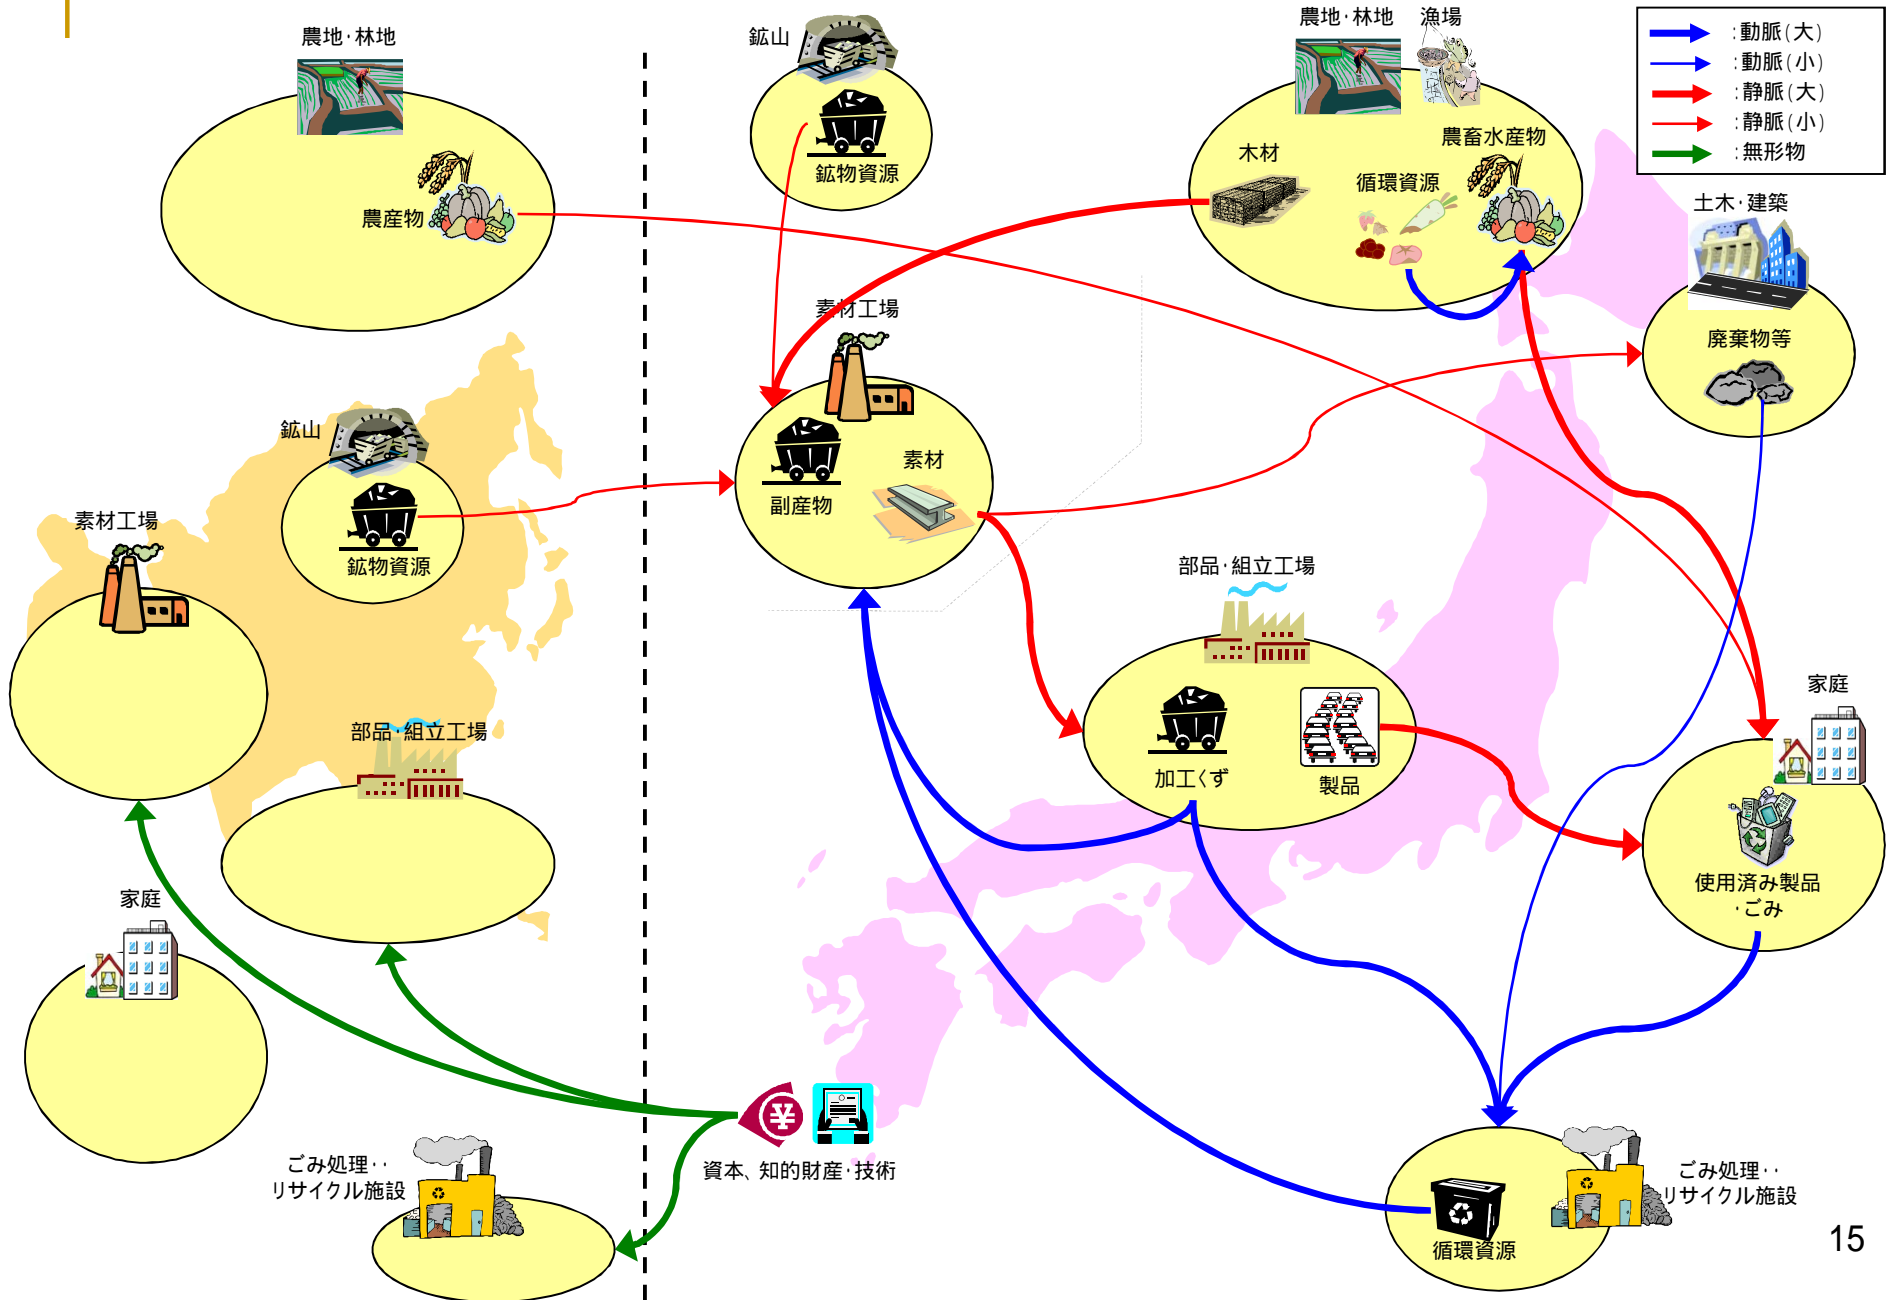 農地・林地
農産物
鉱山
鉱物資源
農地・林地
漁場
木材
循環資源
農畜水産物
:動脈(大)
:動脈(小)
:静脈(大)
:静脈(小)
:無形物
土木・建築
廃棄物等
素材工場
副産物
素材
鉱山
鉱物資源
素材工場
部品・組立工場
加工くず
製品
部品・組立工場
家庭
使用済み製品
・ごみ
家庭
¥
資本、知的財産・技術
ごみ処理・・
リサイクル施設
循環資源
ごみ処理・・
リサイクル施設
15